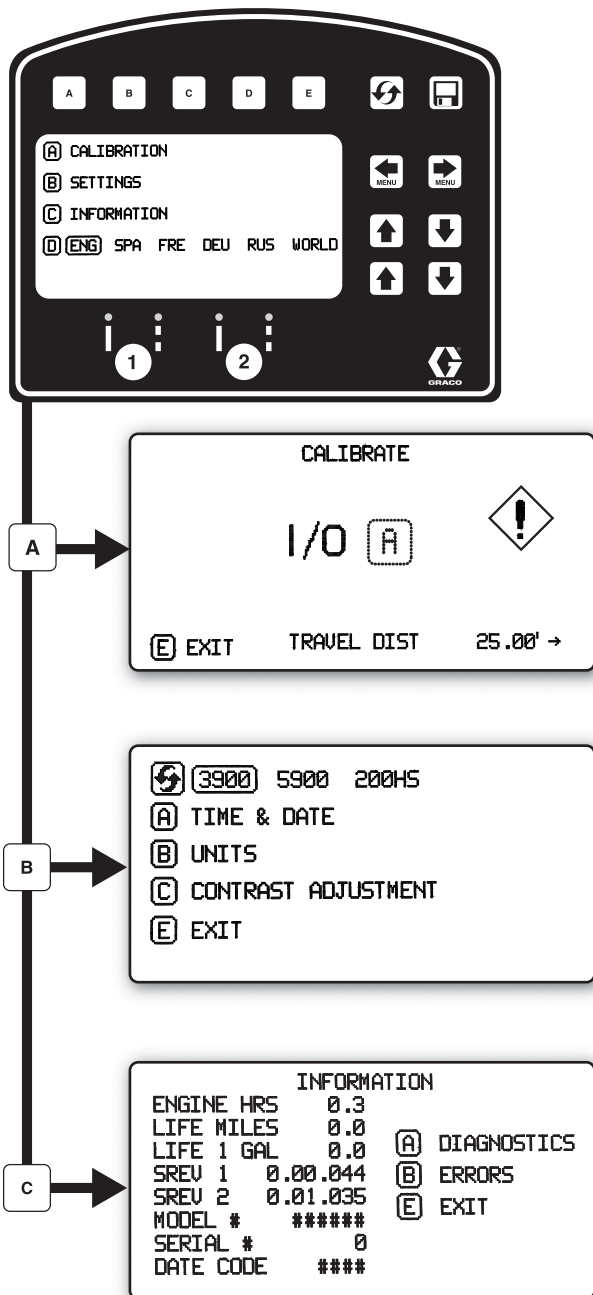 A B C D E
A CALIBRATION
MENU MENU
B SETTINGS
C INFORMATION
D ENG SPA FRE DEU RUS WORLD
1 2
GRACO
CALIBRATE
A
I/O A
!
E EXIT TRAVEL DIST 25.00' →
3900 5900 200HS
A TIME & DATE
B UNITS
B
C CONTRAST ADJUSTMENT
E EXIT
INFORMATION
ENGINE HRS 0.3
LIFE MILES 0.0
LIFE 1 GAL 0.0
A DIAGNOSTICS
SREV 1 0.00.044
B ERRORS
C
SREV 2 0.01.035
E EXIT
MODEL # ######
SERIAL # 0
DATE CODE ####